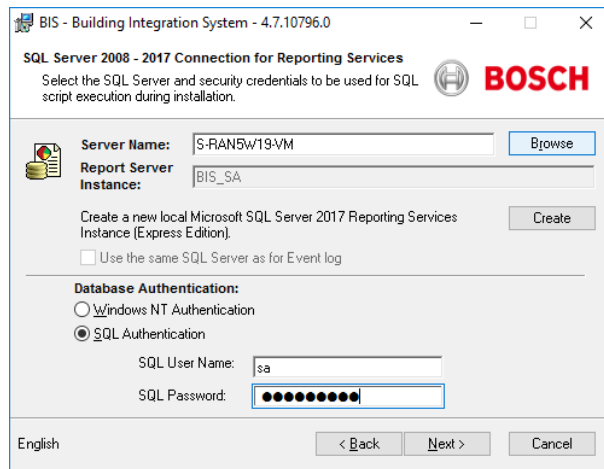 BIS - Building Integration System - 4.7.10796.0
SQL Server 2008 - 2017 Connection for Reporting Services
Select the SQL Server and security credentials to be used for SQL
script execution during installation.
BOSCH
Server Name:
S-RAN5W19-VM
Browse
Report Server
Instance:
BIS_SA
Create a new local Microsoft SQL Server 2017 Reporting Services
Instance (Express Edition).
Create
Use the same SQL Server as for Event log
Database Authentication:
Windows NT Authentication
SQL Authentication
SQL User Name:
sa
SQL Password:
●●●●●●●●●
English
< Back
Next >
Cancel